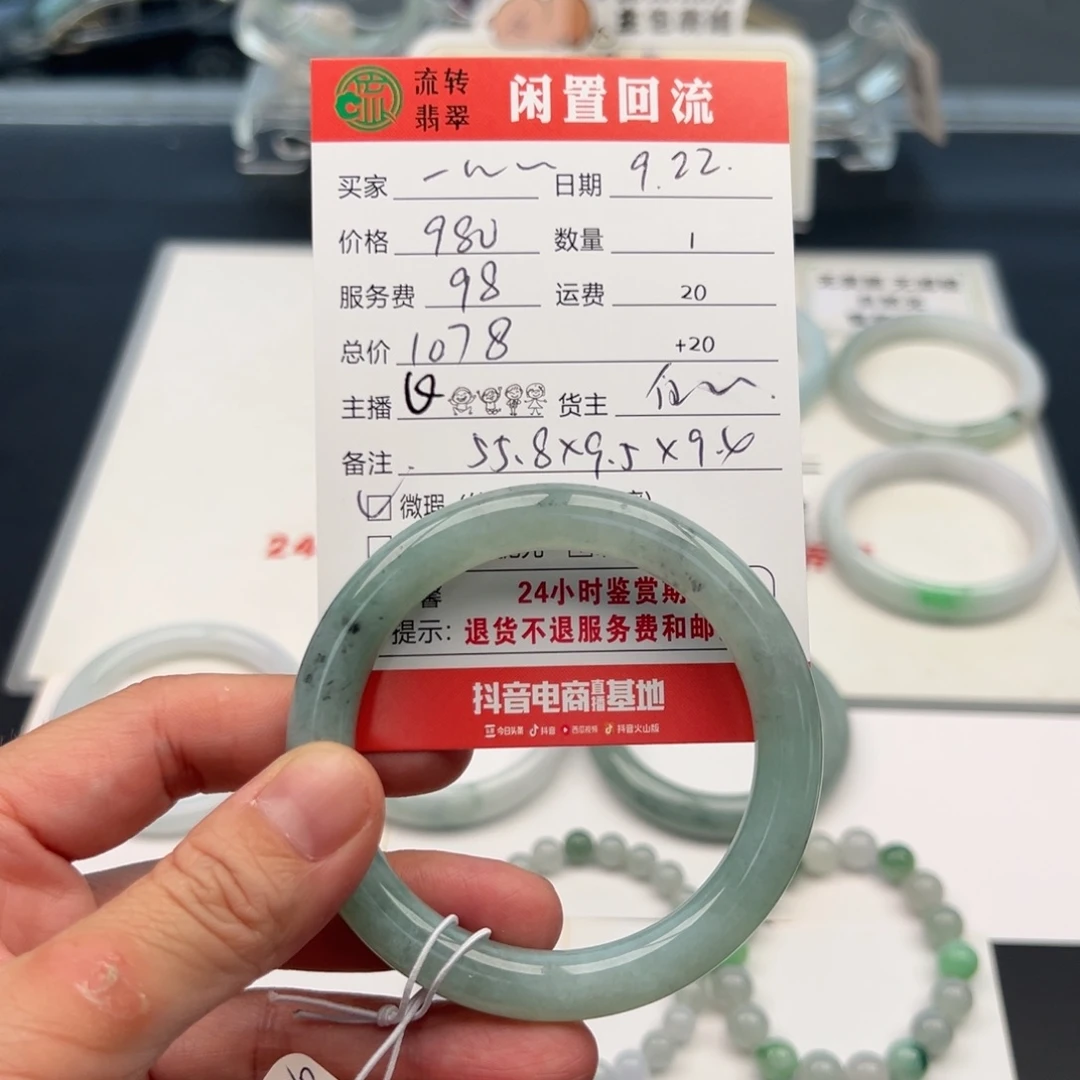 流转翡翠 闲置回流
买家 日期 9.22.
价格 980 数量 1
服务费 98 运费 20
总价 1078 +20
主播 货主
备注 55.8×9.5×9.4
微瑕
24小时鉴赏期
提示：退货不退服务费和邮
抖音电商直播基地
今日头条 抖音 西瓜视频 抖音火山版
24